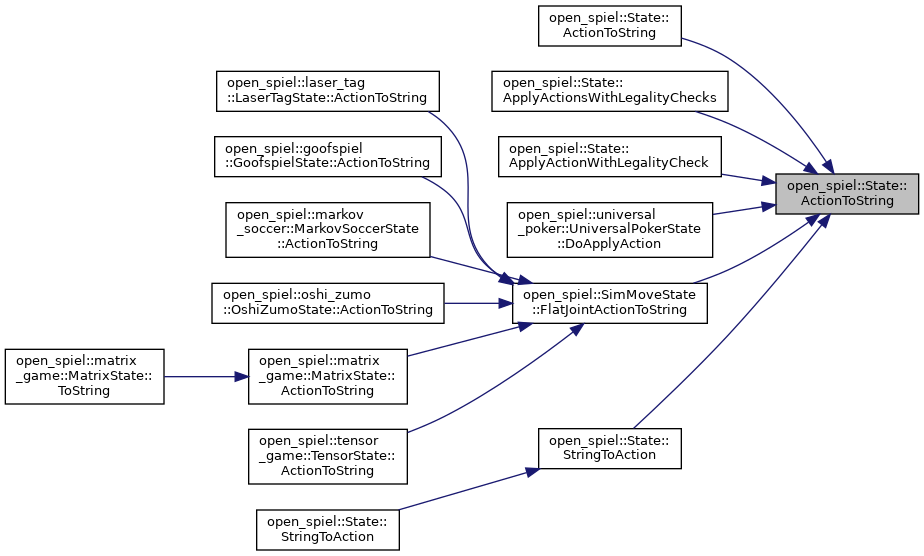 open_spiel::State::
ActionToString
open_spiel::laser_tag
::LaserTagState::ActionToString
open_spiel::State::
ApplyActionsWithLegalityChecks
open_spiel::goofspiel
::GoofspielState::ActionToString
open_spiel::State::
ApplyActionWithLegalityCheck
open_spiel::State::
ActionToString
open_spiel::markov
_soccer::MarkovSoccerState
::ActionToString
open_spiel::universal
_poker::UniversalPokerState
::DoApplyAction
open_spiel::oshi_zumo
::OshiZumoState::ActionToString
open_spiel::SimMoveState
::FlatJointActionToString
open_spiel::matrix
_game::MatrixState::
ToString
open_spiel::matrix
_game::MatrixState::
ActionToString
open_spiel::tensor
_game::TensorState::
ActionToString
open_spiel::State::
StringToAction
open_spiel::State::
StringToAction